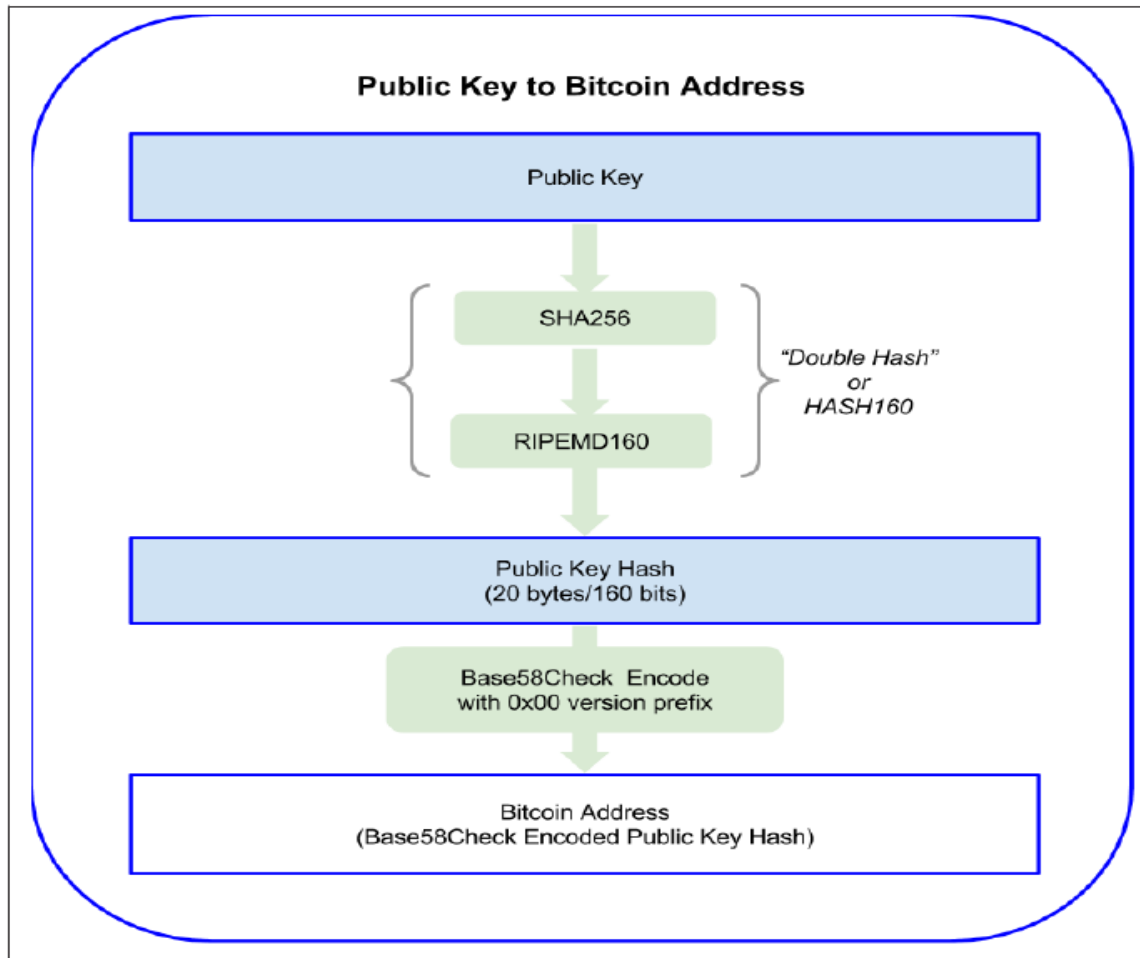 Public Key to Bitcoin Address
Public Key
SHA256
"Double Hash"
or
HASH160
RIPEMD160
Public Key Hash
(20 bytes/160 bits)
Base58Check Encode
with 0x00 version prefix
Bitcoin Address
(Base58Check Encoded Public Key Hash)